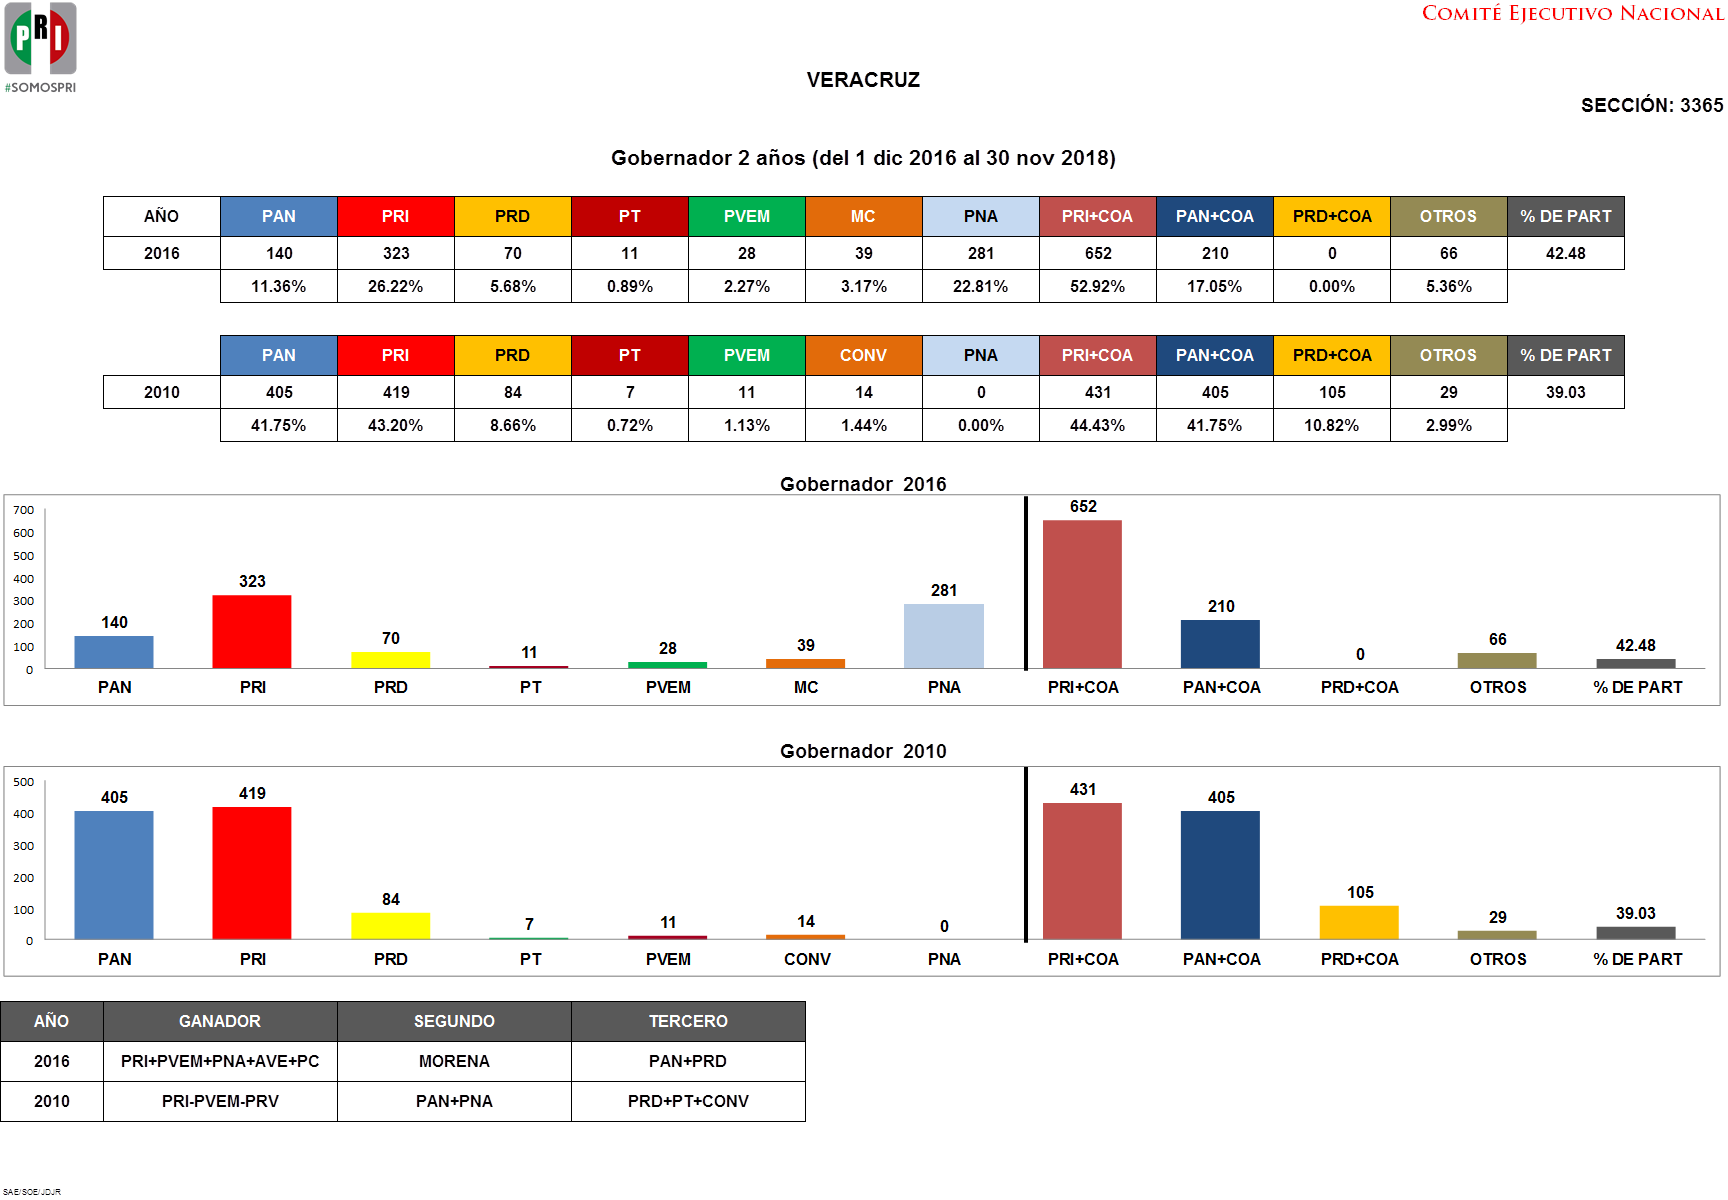 PRI
#SOMOSPRI
COMITÉ EJECUTIVO NACIONAL
VERACRUZ
SECCIÓN: 3365
Gobernador 2 años (del 1 dic 2016 al 30 nov 2018)
AÑO PAN PRI PRD PT PVEM MC PNA PRI+COA PAN+COA PRD+COA OTROS % DE PART
2016 140 323 70 11 28 39 281 652 210 0 66 42.48
11.36% 26.22% 5.68% 0.89% 2.27% 3.17% 22.81% 52.92% 17.05% 0.00% 5.36%
PAN PRI PRD PT PVEM CONV PNA PRI+COA PAN+COA PRD+COA OTROS % DE PART
2010 405 419 84 7 11 14 0 431 405 105 29 39.03
41.75% 43.20% 8.66% 0.72% 1.13% 1.44% 0.00% 44.43% 41.75% 10.82% 2.99%
Gobernador 2016
700
600
500
400
300
200
100
0
140 323 70 11 28 39 281 652 210 0 66 42.48
PAN PRI PRD PT PVEM MC PNA PRI+COA PAN+COA PRD+COA OTROS % DE PART
Gobernador 2010
500
400
300
200
100
0
405 419 84 7 11 14 0 431 405 105 29 39.03
PAN PRI PRD PT PVEM CONV PNA PRI+COA PAN+COA PRD+COA OTROS % DE PART
AÑO GANADOR SEGUNDO TERCERO
2016 PRI+PVEM+PNA+AVE+PC MORENA PAN+PRD
2010 PRI-PVEM-PRV PAN+PNA PRD+PT+CONV
SAE/SOE/JDJR